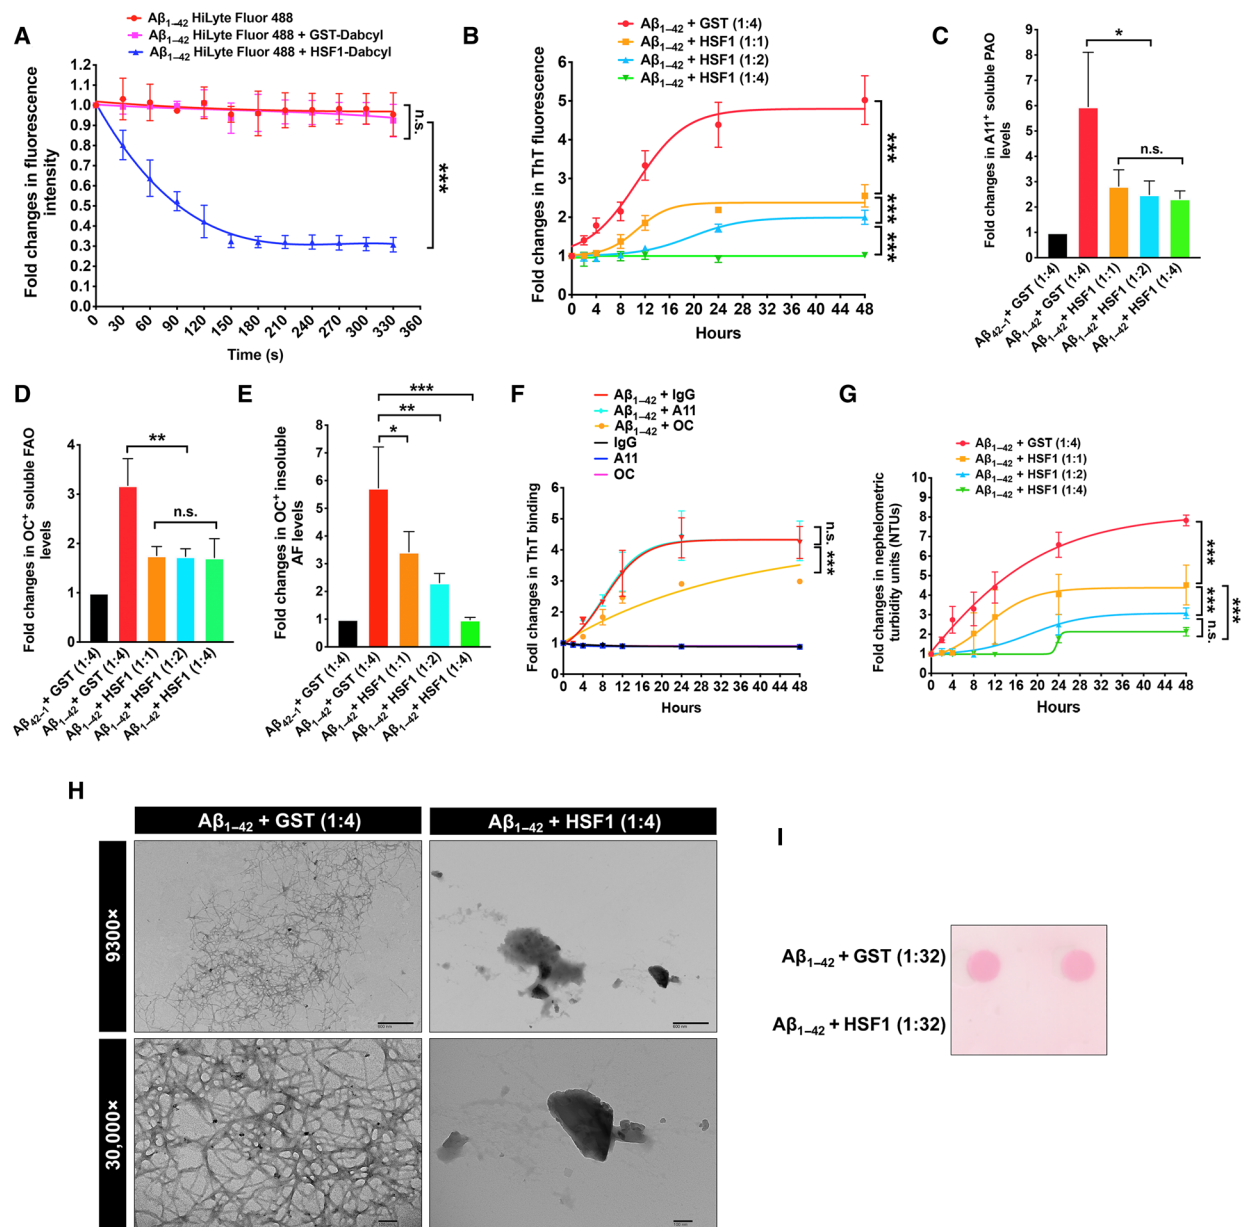 A
Aβ1–42 HiLyte Fluor 488
Aβ1–42 HiLyte Fluor 488 + GST-Dabcyl
Aβ1–42 HiLyte Fluor 488 + HSF1-Dabcyl
Fold changes in fluorescence
intensity
1.2
1.1
1.0
0.9
0.8
0.7
0.6
0.5
0.4
0.3
0.2
0.1
0.0
0 30 60 90 120 150 180 210 240 270 300 330 360
Time (s)
n.s.
***
B
Aβ1–42 + GST (1:4)
Aβ1–42 + HSF1 (1:1)
Aβ1–42 + HSF1 (1:2)
Aβ1–42 + HSF1 (1:4)
Fold changes in ThT fluorescence
6
5
4
3
2
1
0
0 4 8 12 16 20 24 28 32 36 40 44 48
Hours
***
***
***
C
Fold changes in A11+ soluble PAO
levels
9
8
7
6
5
4
3
2
1
0
*
n.s.
Aβ42–1 + GST (1:4)
Aβ1–42 + GST (1:4)
Aβ1–42 + HSF1 (1:1)
Aβ1–42 + HSF1 (1:2)
Aβ1–42 + HSF1 (1:4)
D
Fold changes in OC+ soluble FAO
levels
4
3
2
1
0
**
n.s.
Aβ42–1 + GST (1:4)
Aβ1–42 + GST (1:4)
Aβ1–42 + HSF1 (1:1)
Aβ1–42 + HSF1 (1:2)
Aβ1–42 + HSF1 (1:4)
E
Fold changes in OC+ insoluble
AF levels
8
7
6
5
4
3
2
1
0
***
**
*
Aβ42–1 + GST (1:4)
Aβ1–42 + GST (1:4)
Aβ1–42 + HSF1 (1:1)
Aβ1–42 + HSF1 (1:2)
Aβ1–42 + HSF1 (1:4)
F
Aβ1–42 + IgG
Aβ1–42 + A11
Aβ1–42 + OC
IgG
A11
OC
Fodl changes in ThT binding
6
5
4
3
2
1
0
0 4 8 12 16 20 24 28 32 36 40 44 48
Hours
n.s.
***
G
Aβ1–42 + GST (1:4)
Aβ1–42 + HSF1 (1:1)
Aβ1–42 + HSF1 (1:2)
Aβ1–42 + HSF1 (1:4)
Fold changes in nephelometric
turbidity units (NTUs)
10
9
8
7
6
5
4
3
2
1
0
0 4 8 12 16 20 24 28 32 36 40 44 48
Hours
***
***
n.s.
***
H
Aβ1–42 + GST (1:4)
Aβ1–42 + HSF1 (1:4)
9300×
30,000×
I
Aβ1–42 + GST (1:32)
Aβ1–42 + HSF1 (1:32)